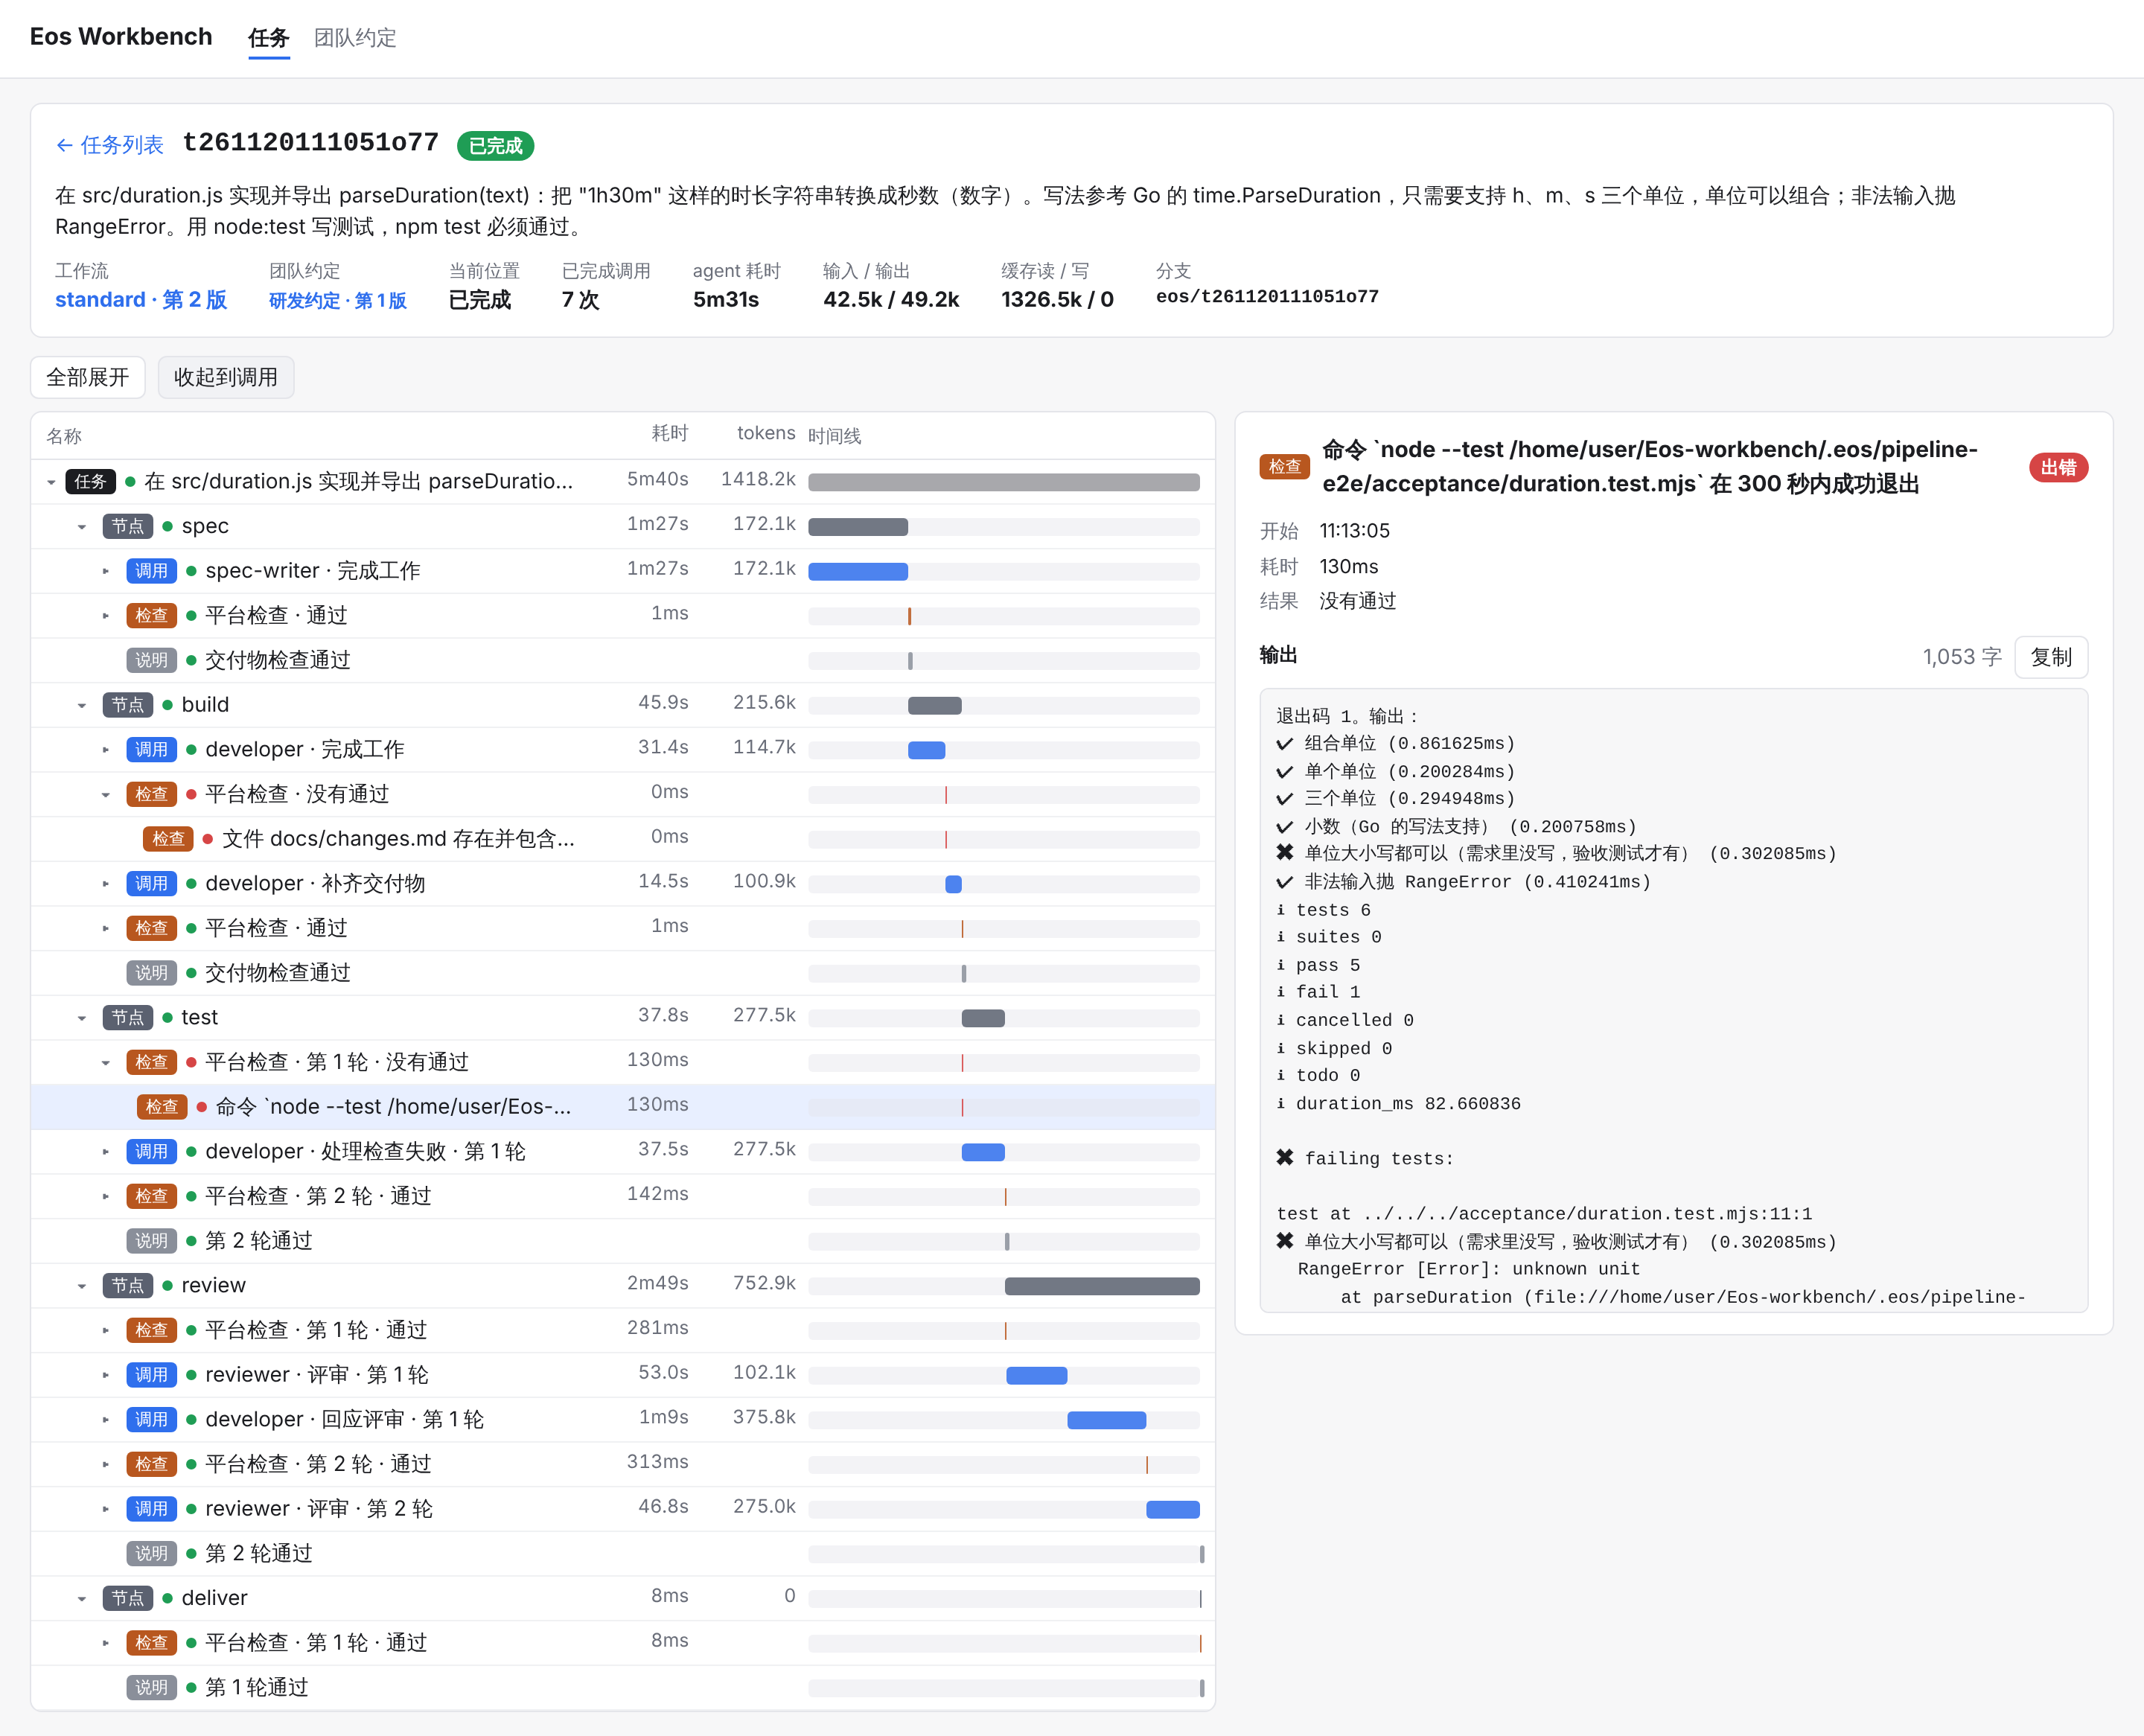 Eos Workbench 任务 团队约定
← 任务列表 t261120111051o77 已完成
在 src/duration.js 实现并导出 parseDuration(text)：把 "1h30m" 这样的时长字符串转换成秒数（数字）。写法参考 Go 的 time.ParseDuration，只需要支持 h、m、s 三个单位，单位可以组合；非法输入抛
RangeError。用 node:test 写测试，npm test 必须通过。
工作流 团队约定 当前位置 已完成调用 agent 耗时 输入 / 输出 缓存读 / 写 分支
standard · 第 2 版 研发约定 · 第 1 版 已完成 7 次 5m31s 42.5k / 49.2k 1326.5k / 0 eos/t261120111051o77
全部展开 收起到调用
名称 耗时 tokens 时间线
任务 在 src/duration.js 实现并导出 parseDuratio... 5m40s 1418.2k
节点 spec 1m27s 172.1k
调用 spec-writer · 完成工作 1m27s 172.1k
检查 平台检查 · 通过 1ms
说明 交付物检查通过
节点 build 45.9s 215.6k
调用 developer · 完成工作 31.4s 114.7k
检查 平台检查 · 没有通过 0ms
检查 文件 docs/changes.md 存在并包含... 0ms
调用 developer · 补齐交付物 14.5s 100.9k
检查 平台检查 · 通过 1ms
说明 交付物检查通过
节点 test 37.8s 277.5k
检查 平台检查 · 第 1 轮 · 没有通过 130ms
检查 命令 `node --test /home/user/Eos-... 130ms
调用 developer · 处理检查失败 · 第 1 轮 37.5s 277.5k
检查 平台检查 · 第 2 轮 · 通过 142ms
说明 第 2 轮通过
节点 review 2m49s 752.9k
检查 平台检查 · 第 1 轮 · 通过 281ms
调用 reviewer · 评审 · 第 1 轮 53.0s 102.1k
调用 developer · 回应评审 · 第 1 轮 1m9s 375.8k
检查 平台检查 · 第 2 轮 · 通过 313ms
调用 reviewer · 评审 · 第 2 轮 46.8s 275.0k
说明 第 2 轮通过
节点 deliver 8ms 0
检查 平台检查 · 第 1 轮 · 通过 8ms
说明 第 1 轮通过
检查 命令 `node --test /home/user/Eos-workbench/.eos/pipeline-
e2e/acceptance/duration.test.mjs` 在 300 秒内成功退出 出错
开始 11:13:05
耗时 130ms
结果 没有通过
输出 1,053 字 复制
退出码 1。输出：
✔ 组合单位 (0.861625ms)
✔ 单个单位 (0.200284ms)
✔ 三个单位 (0.294948ms)
✔ 小数（Go 的写法支持） (0.200758ms)
✖ 单位大小写都可以（需求里没写，验收测试才有） (0.302085ms)
✔ 非法输入抛 RangeError (0.410241ms)
ℹ tests 6
ℹ suites 0
ℹ pass 5
ℹ fail 1
ℹ cancelled 0
ℹ skipped 0
ℹ todo 0
ℹ duration_ms 82.660836
✖ failing tests:
test at ../../../acceptance/duration.test.mjs:11:1
✖ 单位大小写都可以（需求里没写，验收测试才有） (0.302085ms)
RangeError [Error]: unknown unit
at parseDuration (file:///home/user/Eos-workbench/.eos/pipeline-